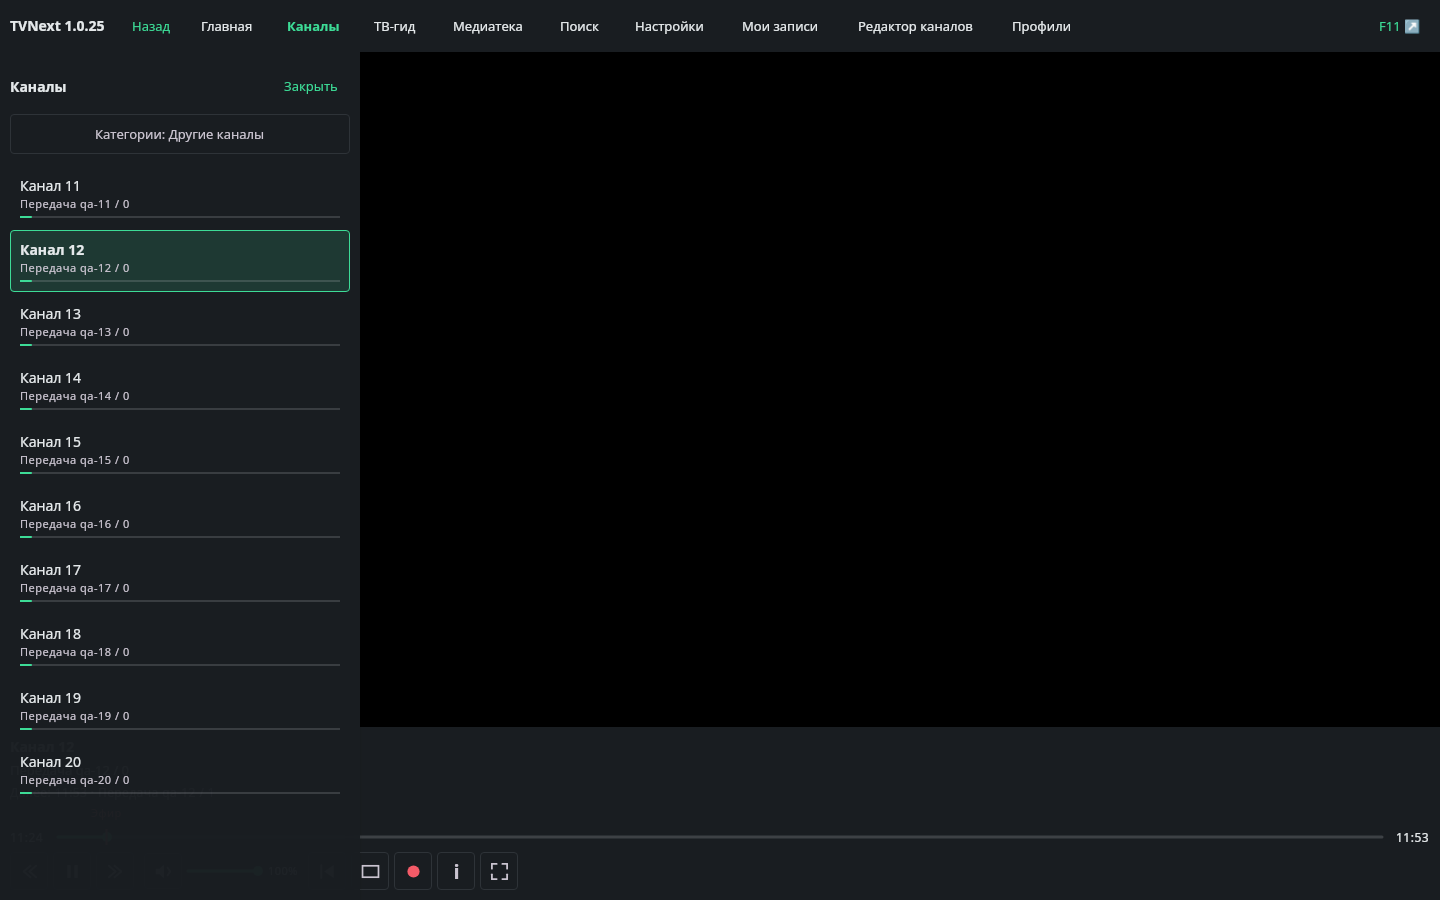 TVNext 1.0.25 Назад Главная Каналы ТВ-гид Медиатека Поиск Настройки Мои записи Редактор каналов Профили F11 ↗
Каналы Закрыть
Категории: Другие каналы
Канал 11
Передача qa-11 / 0
Канал 12
Передача qa-12 / 0
Канал 13
Передача qa-13 / 0
Канал 14
Передача qa-14 / 0
Канал 15
Передача qa-15 / 0
Канал 16
Передача qa-16 / 0
Канал 17
Передача qa-17 / 0
Канал 18
Передача qa-18 / 0
Канал 19
Передача qa-19 / 0
Канал 20
Передача qa-20 / 0
11:53